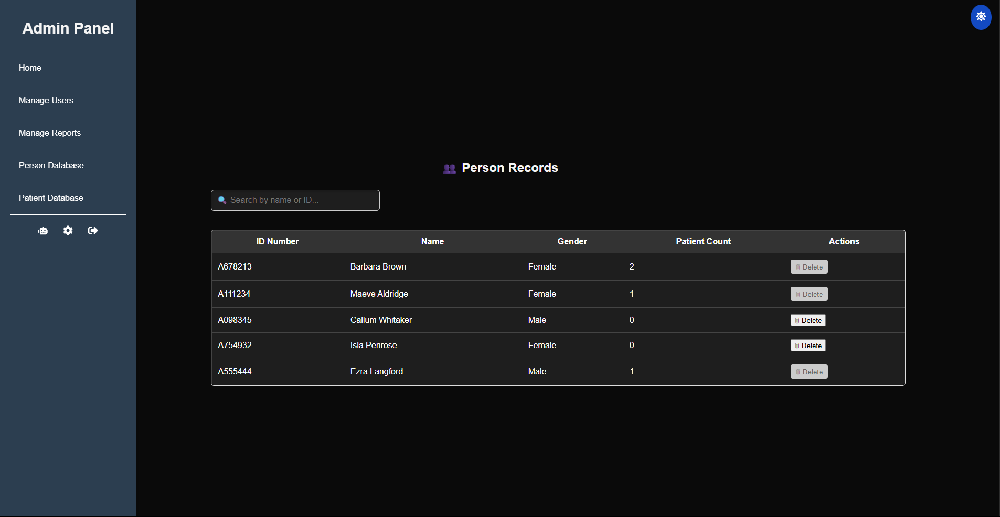 Admin Panel
Home
Manage Users
Manage Reports
Person Database
Patient Database
Person Records
Search by name or ID...
ID Number Name Gender Patient Count Actions
A678213 Barbara Brown Female 2 Delete
A111234 Maeve Aldridge Female 1 Delete
A098345 Callum Whitaker Male 0 Delete
A754932 Isla Penrose Female 0 Delete
A555444 Ezra Langford Male 1 Delete